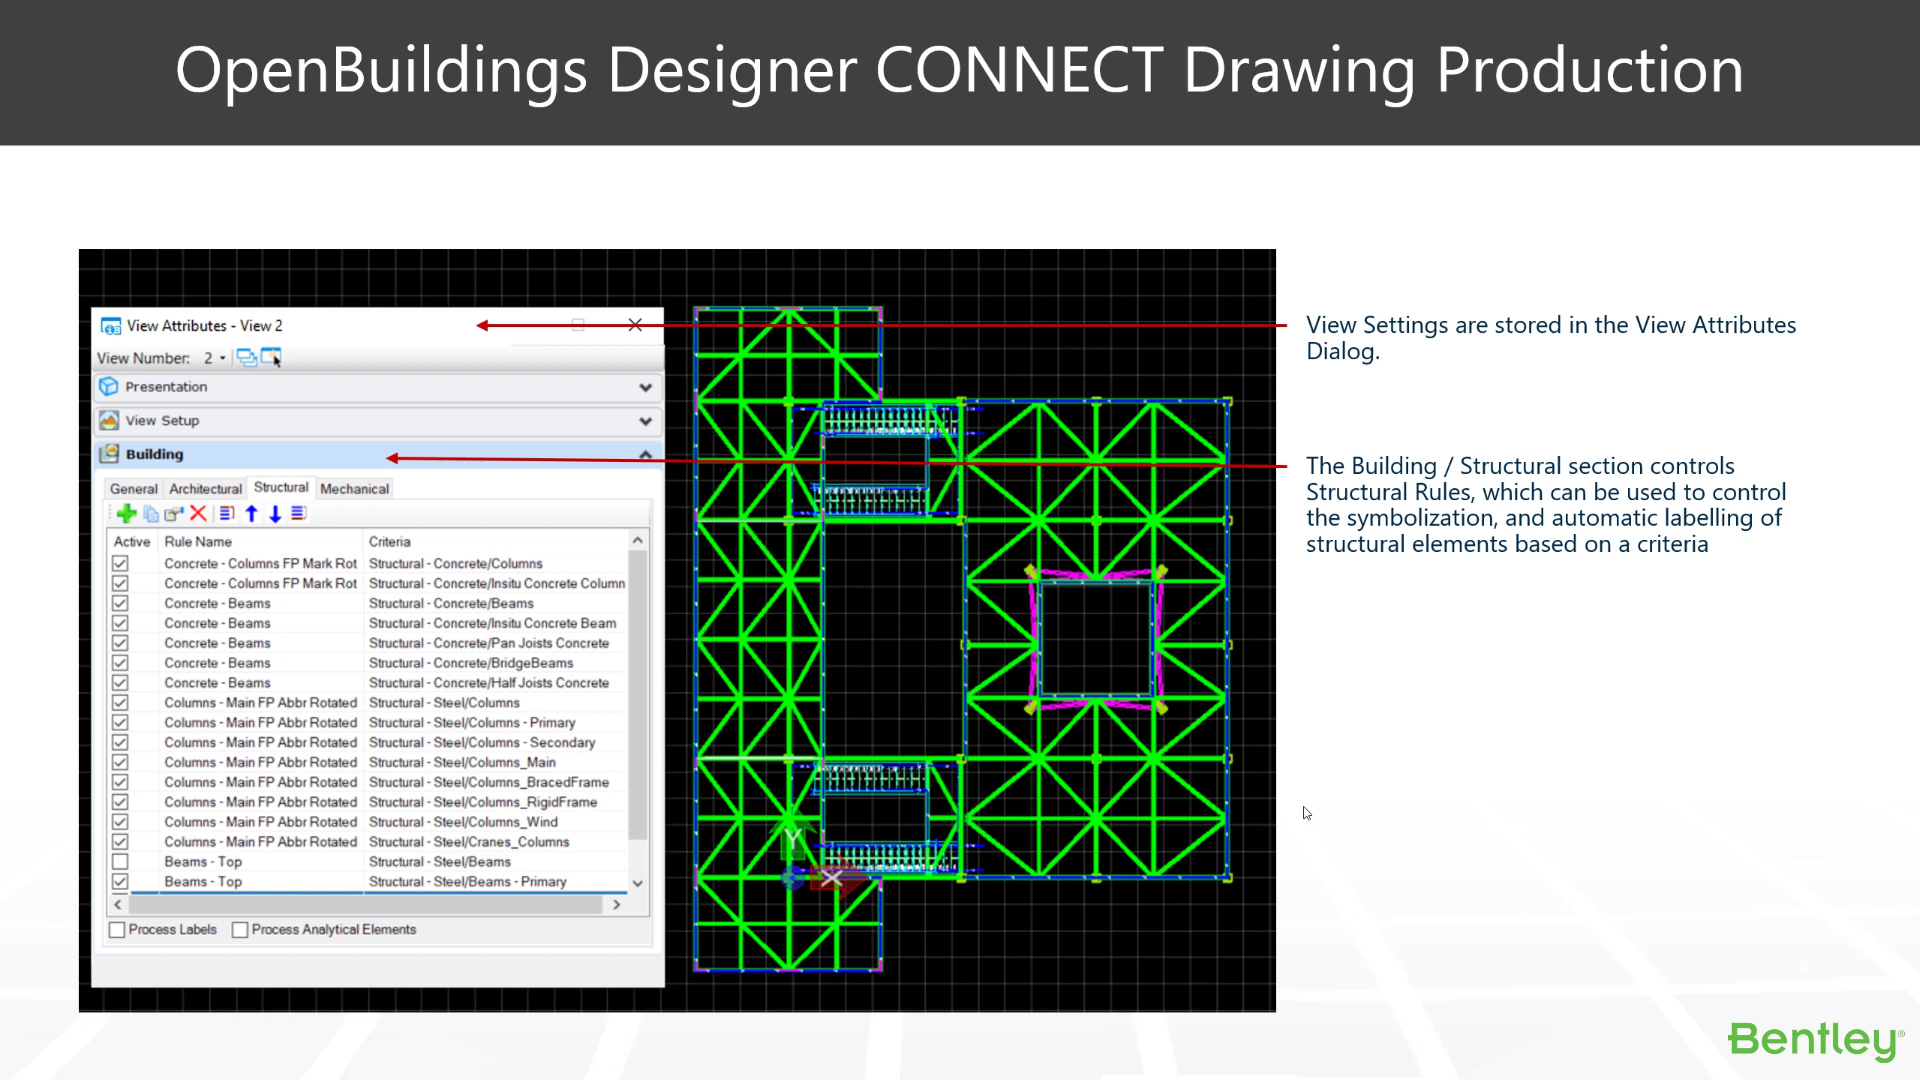 OpenBuildings Designer CONNECT Drawing Production
View Attributes - View 2
View Number: 2
Presentation
View Setup
Building
General Architectural Structural Mechanical
Active Rule Name Criteria
Concrete - Columns FP Mark Rot Structural - Concrete/Columns
Concrete - Columns FP Mark Rot Structural - Concrete/Insitu Concrete Column
Concrete - Beams Structural - Concrete/Beams
Concrete - Beams Structural - Concrete/Insitu Concrete Beam
Concrete - Beams Structural - Concrete/Pan Joists Concrete
Concrete - Beams Structural - Concrete/BridgeBeams
Concrete - Beams Structural - Concrete/Half Joists Concrete
Columns - Main FP Abbr Rotated Structural - Steel/Columns
Columns - Main FP Abbr Rotated Structural - Steel/Columns - Primary
Columns - Main FP Abbr Rotated Structural - Steel/Columns - Secondary
Columns - Main FP Abbr Rotated Structural - Steel/Columns_Main
Columns - Main FP Abbr Rotated Structural - Steel/Columns_BracedFrame
Columns - Main FP Abbr Rotated Structural - Steel/Columns_RigidFrame
Columns - Main FP Abbr Rotated Structural - Steel/Columns_Wind
Columns - Main FP Abbr Rotated Structural - Steel/Cranes_Columns
Beams - Top Structural - Steel/Beams
Beams - Top Structural - Steel/Beams - Primary
Process Labels Process Analytical Elements
Y
X
View Settings are stored in the View Attributes
Dialog.
The Building / Structural section controls
Structural Rules, which can be used to control
the symbolization, and automatic labelling of
structural elements based on a criteria
Bentley®